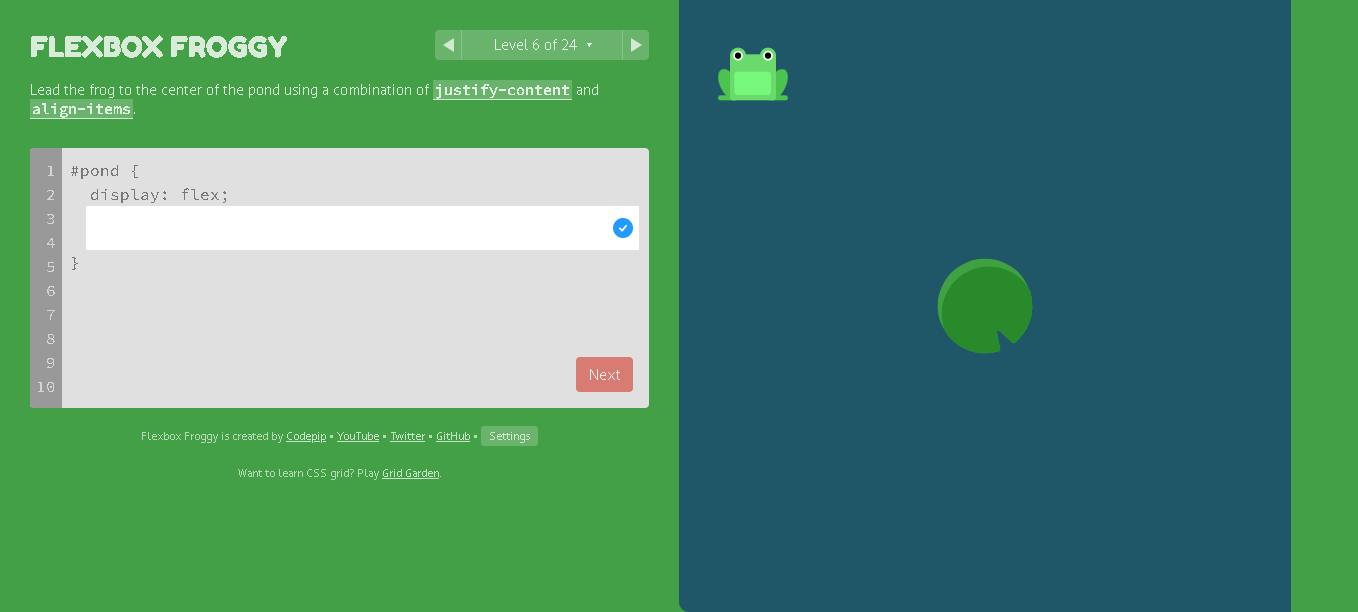 FLEXBOX FROGGY
Level 6 of 24 ▾
Lead the frog to the center of the pond using a combination of justify-content and
align-items.
1 #pond {
2 display: flex;
3
4
5 }
6
7
8
9
10
Next
Flexbox Froggy is created by Codepip • YouTube • Twitter • GitHub • Settings
Want to learn CSS grid? Play Grid Garden.